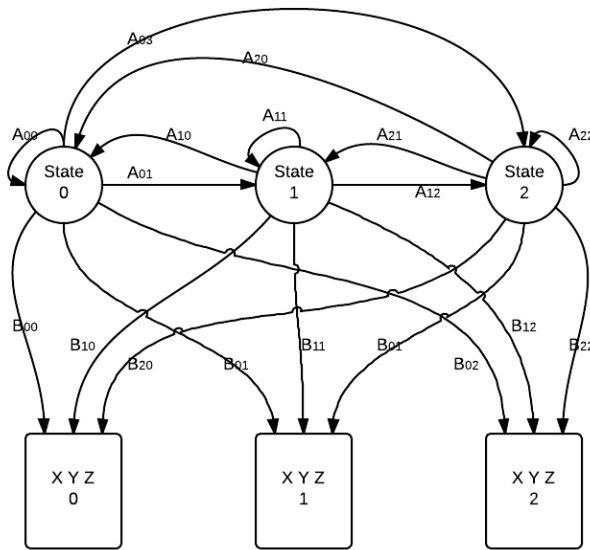 A03
A20
A00
A10
A11
A21
A22
State
0
A01
State
1
A12
State
2
B00
B10
B20
B01
B11
B01
B02
B12
B22
X Y Z
0
X Y Z
1
X Y Z
2